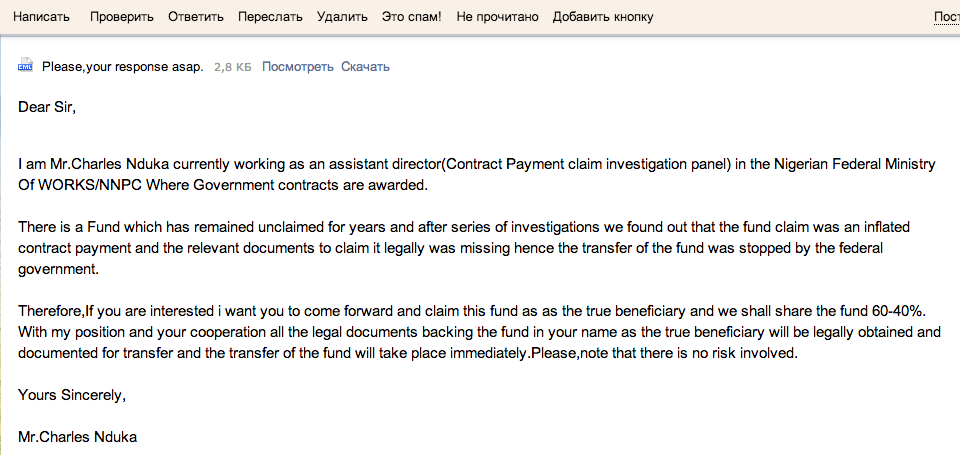 Написать Проверить Ответить Переслать Удалить Это спам! Не прочитано Добавить кнопку
Please,your response asap. 2,8 КБ Посмотреть Скачать
Dear Sir,
I am Mr.Charles Nduka currently working as an assistant director(Contract Payment claim investigation panel) in the Nigerian Federal Ministry
Of WORKS/NNPC Where Government contracts are awarded.
There is a Fund which has remained unclaimed for years and after series of investigations we found out that the fund claim was an inflated
contract payment and the relevant documents to claim it legally was missing hence the transfer of the fund was stopped by the federal
government.
Therefore,If you are interested i want you to come forward and claim this fund as as the true beneficiary and we shall share the fund 60-40%.
With my position and your cooperation all the legal documents backing the fund in your name as the true beneficiary will be legally obtained and
documented for transfer and the transfer of the fund will take place immediately.Please,note that there is no risk involved.
Yours Sincerely,
Mr.Charles Nduka